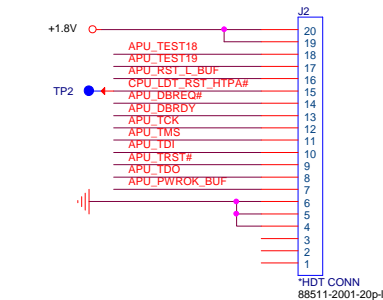 J2
+1.8V
20
19
APU_TEST18
18
APU_TEST19
17
APU_RST_L_BUF
16
CPU_LDT_RST_HTPA#
TP2
15
APU_DBREQ#
14
APU_DBRDY
13
APU_TCK
12
APU_TMS
11
APU_TDI
10
APU_TRST#
9
APU_TDO
8
APU_PWROK_BUF
7
6
5
4
3
2
1
*HDT CONN
88511-2001-20p-l